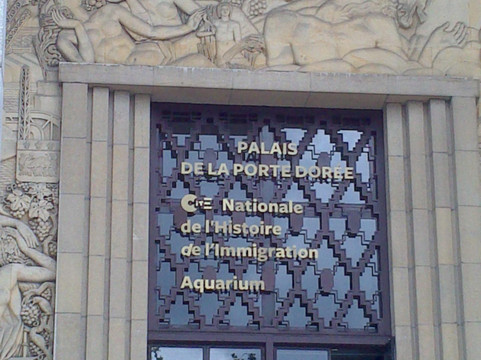 PALAIS
DE LA PORTE DORÉE
Cité Nationale
de l'Histoire
de l'Immigration
Aquarium